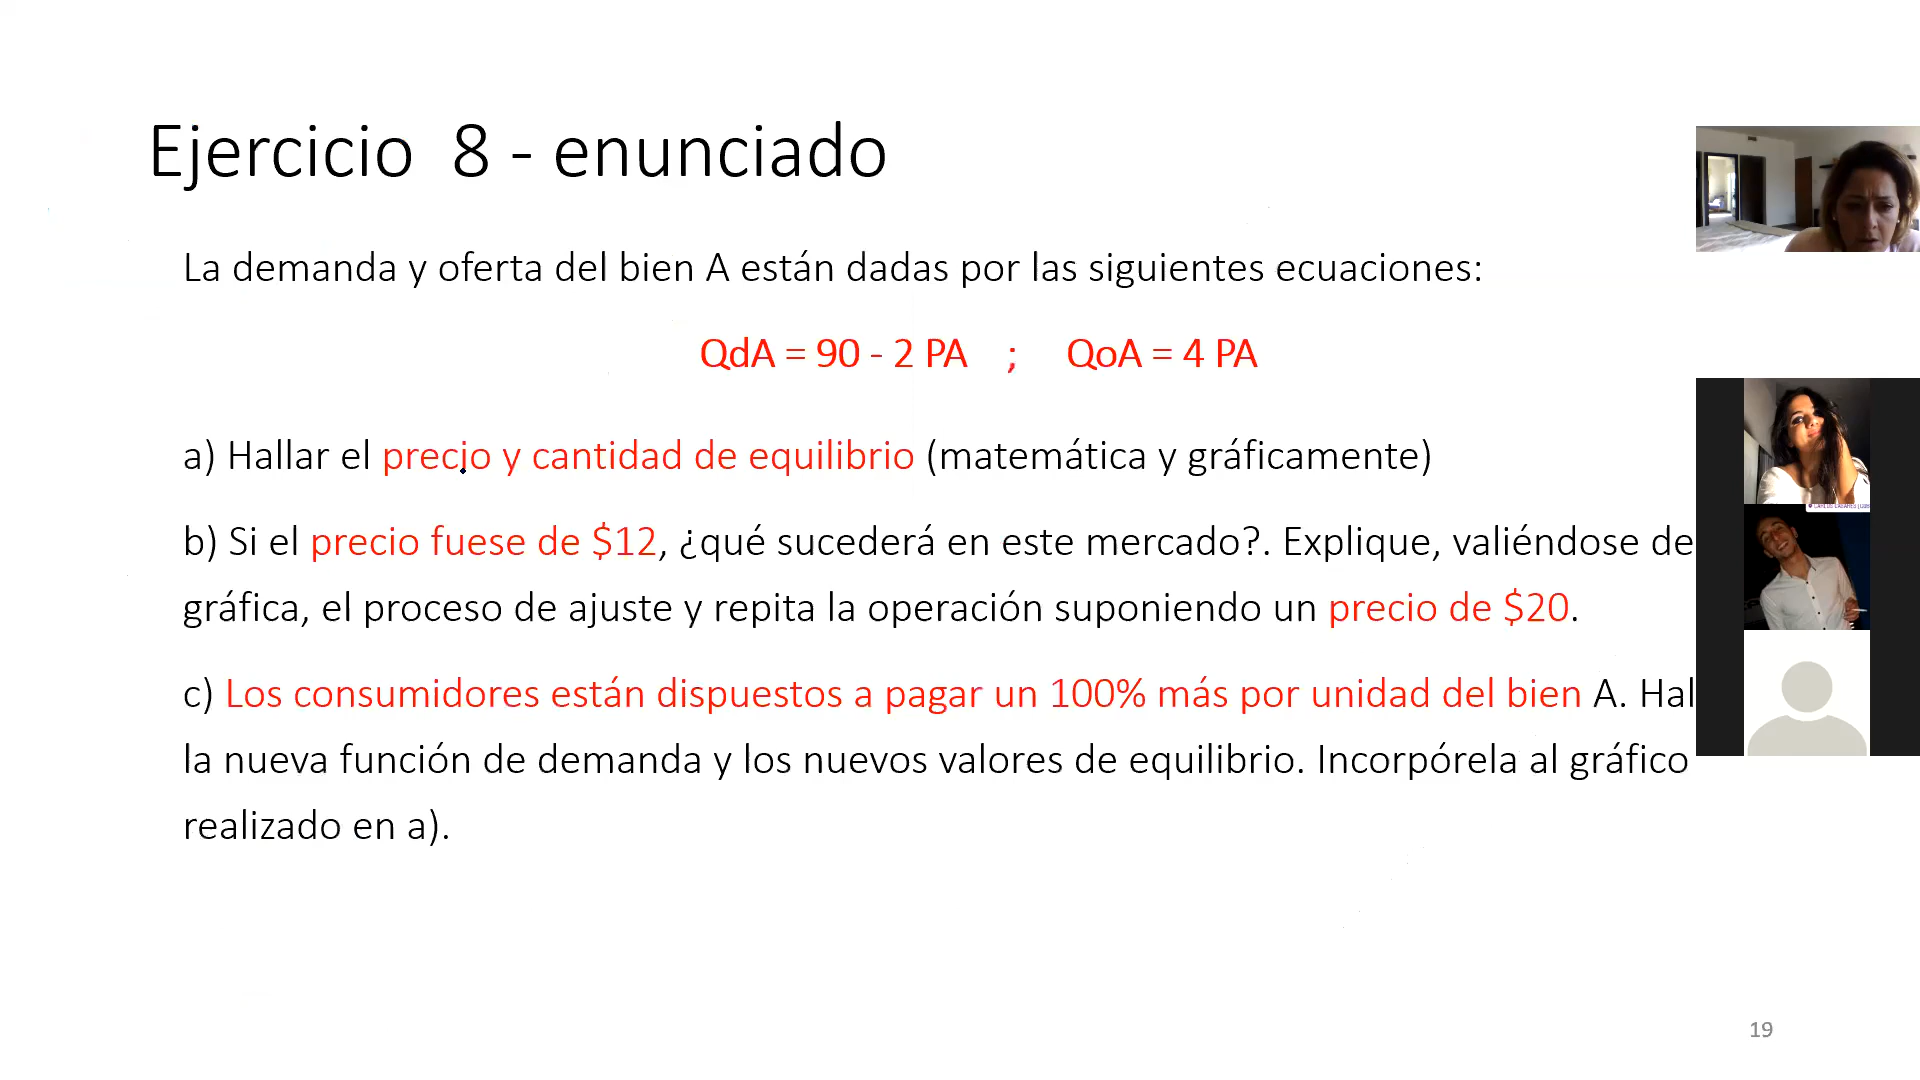 Ejercicio 8 - enunciado
La demanda y oferta del bien A están dadas por las siguientes ecuaciones:
QdA = 90 - 2 PA ; QoA = 4 PA
a) Hallar el precio y cantidad de equilibrio (matemática y gráficamente)
b) Si el precio fuese de $12, ¿qué sucederá en este mercado?. Explique, valiéndose de
gráfica, el proceso de ajuste y repita la operación suponiendo un precio de $20.
c) Los consumidores están dispuestos a pagar un 100% más por unidad del bien A. Hal
la nueva función de demanda y los nuevos valores de equilibrio. Incorpórela al gráfico
realizado en a).
19